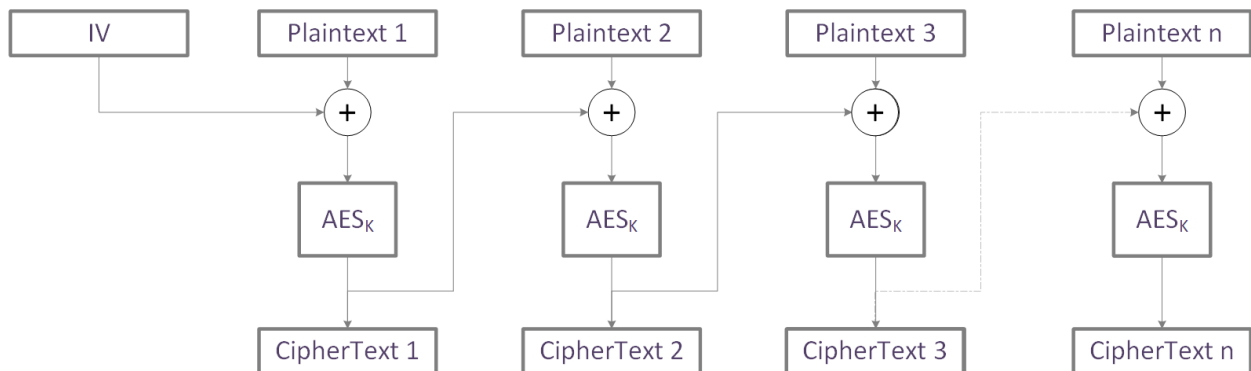 IV
Plaintext 1
Plaintext 2
Plaintext 3
Plaintext n
+
+
+
+
AESK
AESK
AESK
AESK
CipherText 1
CipherText 2
CipherText 3
CipherText n